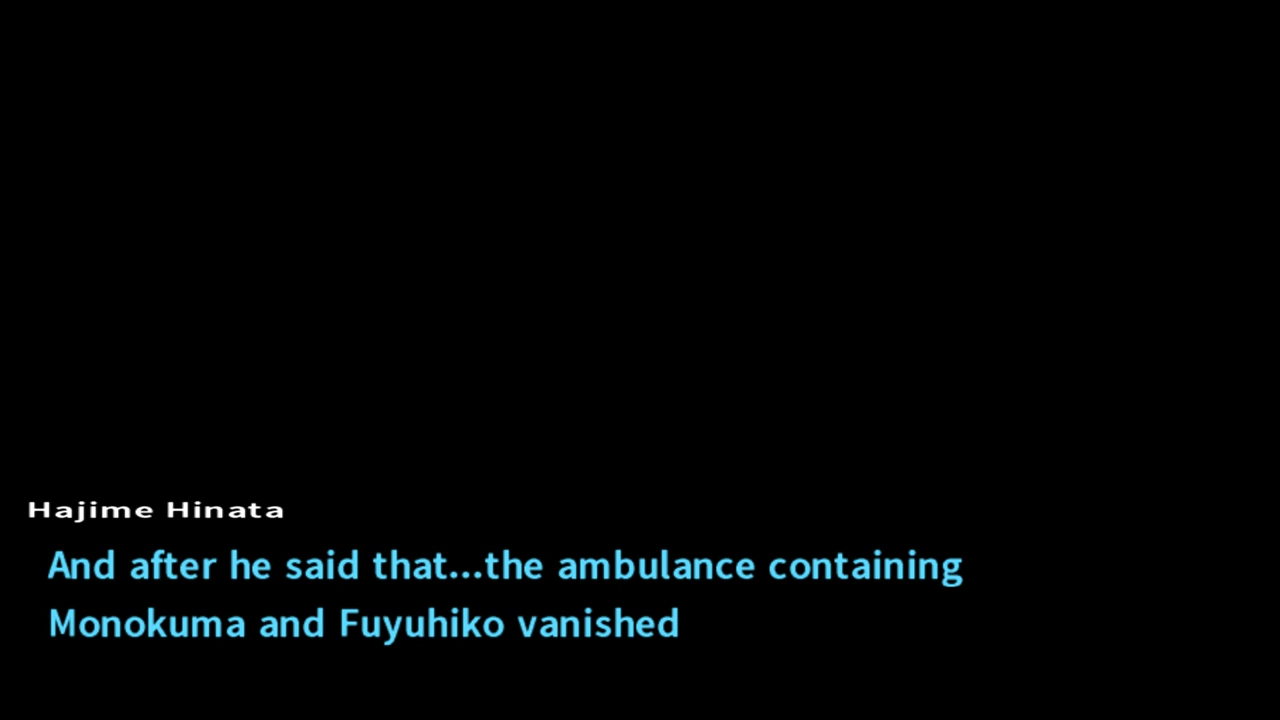 Hajime Hinata
And after he said that...the ambulance containing
Monokuma and Fuyuhiko vanished